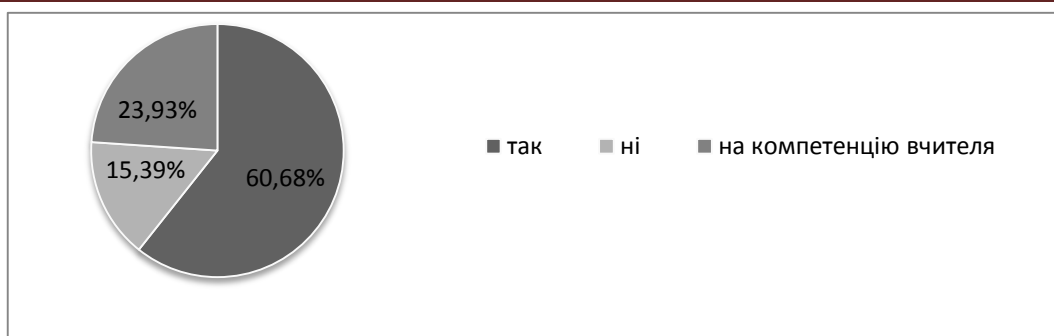 23,93%
15,39%
60,68%
так ні на компетенцію вчителя